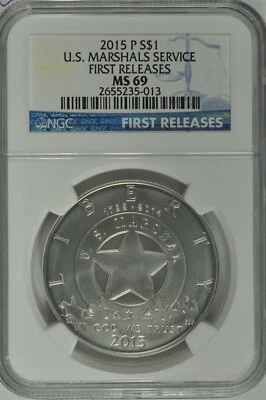 2015 P S$1
U.S. MARSHALS SERVICE
FIRST RELEASES
MS 69
2655235-013
NGC
FIRST RELEASES
LIBERTY
1789 - 2014
U.S. MARSHAL
IN GOD WE TRUST
2015